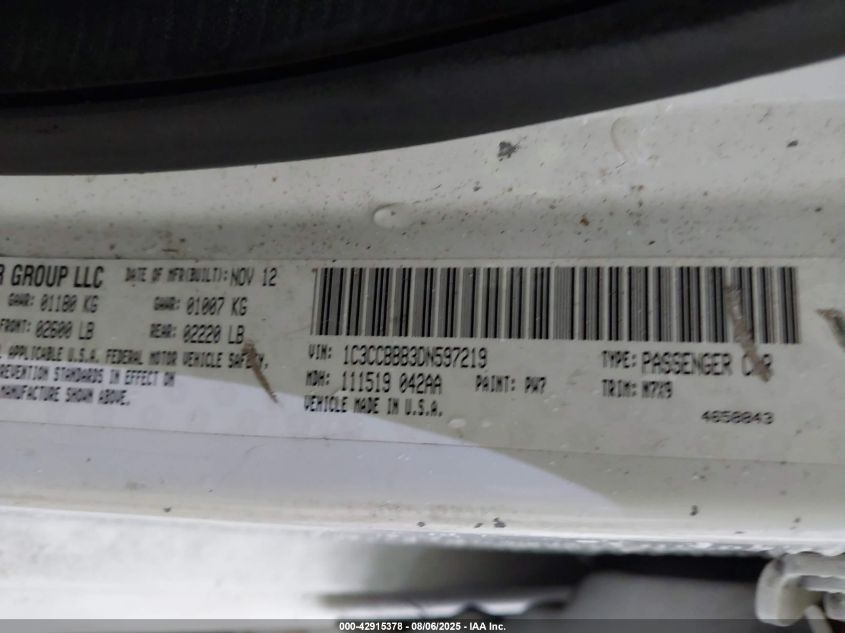 R GROUP LLC DATE OF MFR(BUILT): NOV 12
GAWR: 01180 KG GAWR: 01007 KG
FRONT: 02600 LB REAR: 02220 LB
APPLICABLE U.S.A. FEDERAL MOTOR VEHICLE SAFETY,
REVENTION STANDARDS IN EFFECT ON
MANUFACTURE SHOWN ABOVE.
VIN: 1C3CCBBB3DN597219 TYPE: PASSENGER CAR
MDH: 111519 042AA PAINT: PW7 TRIM: M7X9
VEHICLE MADE IN U.S.A.
4658843
000-42915378 - 08/06/2025 - IAA Inc.